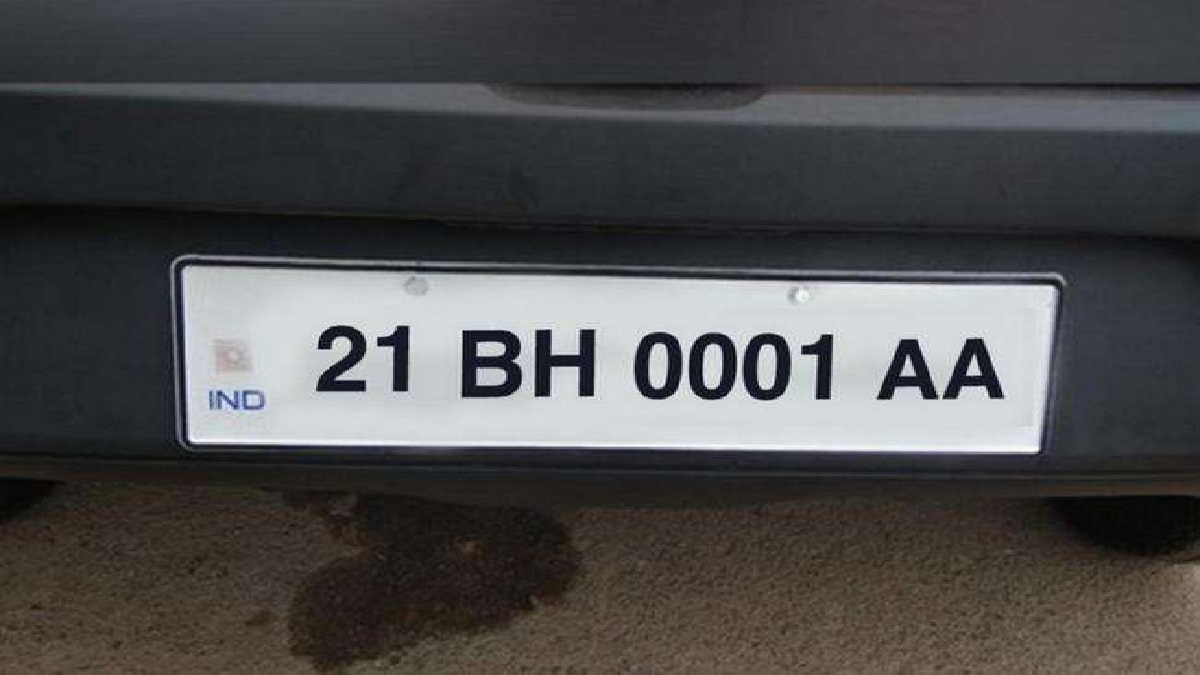 IND
21 BH 0001 AA